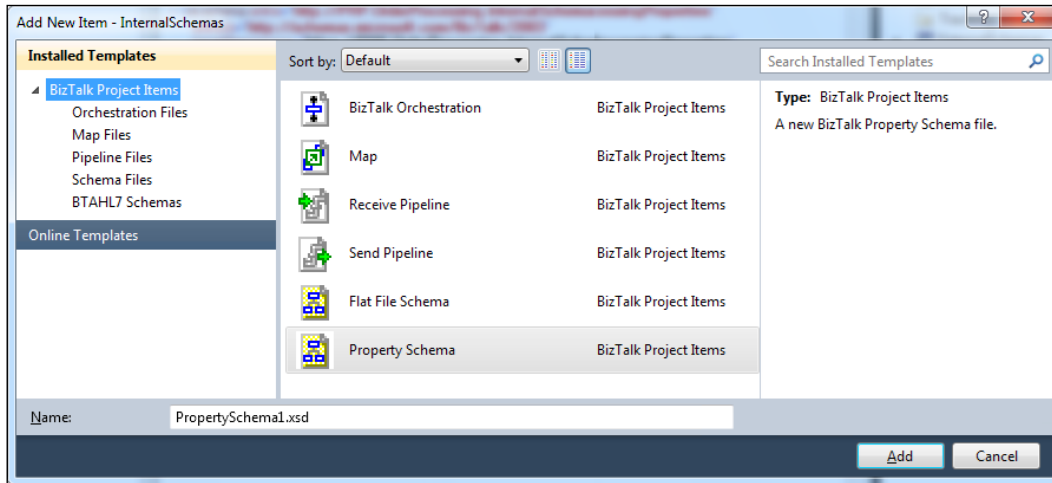 Add New Item - InternalSchemas
Installed Templates
BizTalk Project Items
Orchestration Files
Map Files
Pipeline Files
Schema Files
BTAHL7 Schemas
Online Templates
Sort by: Default
BizTalk Orchestration BizTalk Project Items
Map BizTalk Project Items
Receive Pipeline BizTalk Project Items
Send Pipeline BizTalk Project Items
Flat File Schema BizTalk Project Items
Property Schema BizTalk Project Items
Search Installed Templates
Type: BizTalk Project Items
A new BizTalk Property Schema file.
Name: PropertySchema1.xsd
Add Cancel